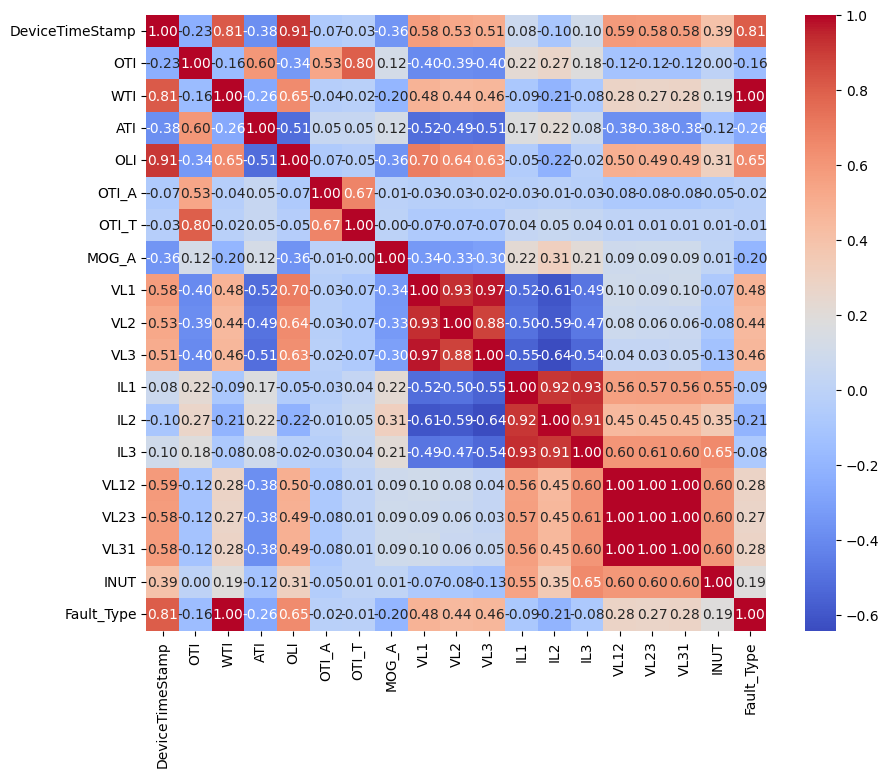 DeviceTimeStamp 1.00 -0.23 0.81 -0.38 0.91 -0.07 -0.03 -0.36 0.58 0.53 0.51 0.08 -0.10 0.10 0.59 0.58 0.58 0.39 0.81
OTI -0.23 1.00 -0.16 0.60 -0.34 0.53 0.80 0.12 -0.40 -0.39 -0.40 0.22 0.27 0.18 -0.12 -0.12 -0.12 0.00 -0.16
WTI 0.81 -0.16 1.00 -0.26 0.65 -0.04 -0.02 -0.20 0.48 0.44 0.46 -0.09 -0.21 -0.08 0.28 0.27 0.28 0.19 1.00
ATI -0.38 0.60 -0.26 1.00 -0.51 0.05 0.05 0.12 -0.52 -0.49 -0.51 0.17 0.22 0.08 -0.38 -0.38 -0.38 -0.12 -0.26
OLI 0.91 -0.34 0.65 -0.51 1.00 -0.07 -0.05 -0.36 0.70 0.64 0.63 -0.05 -0.22 -0.02 0.50 0.49 0.49 0.31 0.65
OTI_A -0.07 0.53 -0.04 0.05 -0.07 1.00 0.67 -0.01 -0.03 -0.03 -0.02 -0.03 -0.01 -0.03 -0.08 -0.08 -0.08 -0.05 -0.02
OTI_T -0.03 0.80 -0.02 0.05 -0.05 0.67 1.00 -0.00 -0.07 -0.07 -0.07 0.04 0.05 0.04 0.01 0.01 0.01 0.01 -0.01
MOG_A -0.36 0.12 -0.20 0.12 -0.36 -0.01 -0.00 1.00 -0.34 -0.33 -0.30 0.22 0.31 0.21 0.09 0.09 0.09 0.01 -0.20
VL1 0.58 -0.40 0.48 -0.52 0.70 -0.03 -0.07 -0.34 1.00 0.93 0.97 -0.52 -0.61 -0.49 0.10 0.09 0.10 -0.07 0.48
VL2 0.53 -0.39 0.44 -0.49 0.64 -0.03 -0.07 -0.33 0.93 1.00 0.88 -0.50 -0.59 -0.47 0.08 0.06 0.06 -0.08 0.44
VL3 0.51 -0.40 0.46 -0.51 0.63 -0.02 -0.07 -0.30 0.97 0.88 1.00 -0.55 -0.64 -0.54 0.04 0.03 0.05 -0.13 0.46
IL1 0.08 0.22 -0.09 0.17 -0.05 -0.03 0.04 0.22 -0.52 -0.50 -0.55 1.00 0.92 0.93 0.56 0.57 0.56 0.55 -0.09
IL2 -0.10 0.27 -0.21 0.22 -0.22 -0.01 0.05 0.31 -0.61 -0.59 -0.64 0.92 1.00 0.91 0.45 0.45 0.45 0.35 -0.21
IL3 0.10 0.18 -0.08 0.08 -0.02 -0.03 0.04 0.21 -0.49 -0.47 -0.54 0.93 0.91 1.00 0.60 0.61 0.60 0.65 -0.08
VL12 0.59 -0.12 0.28 -0.38 0.50 -0.08 0.01 0.09 0.10 0.08 0.04 0.56 0.45 0.60 1.00 1.00 1.00 0.60 0.28
VL23 0.58 -0.12 0.27 -0.38 0.49 -0.08 0.01 0.09 0.09 0.06 0.03 0.57 0.45 0.61 1.00 1.00 1.00 0.60 0.27
VL31 0.58 -0.12 0.28 -0.38 0.49 -0.08 0.01 0.09 0.10 0.06 0.05 0.56 0.45 0.60 1.00 1.00 1.00 0.60 0.28
INUT 0.39 0.00 0.19 -0.12 0.31 -0.05 0.01 0.01 -0.07 -0.08 -0.13 0.55 0.35 0.65 0.60 0.60 0.60 1.00 0.19
Fault_Type 0.81 -0.16 1.00 -0.26 0.65 -0.02 -0.01 -0.20 0.48 0.44 0.46 -0.09 -0.21 -0.08 0.28 0.27 0.28 0.19 1.00
DeviceTimeStamp OTI WTI ATI OLI OTI_A OTI_T MOG_A VL1 VL2 VL3 IL1 IL2 IL3 VL12 VL23 VL31 INUT Fault_Type
1.0
0.8
0.6
0.4
0.2
0.0
−0.2
−0.4
−0.6